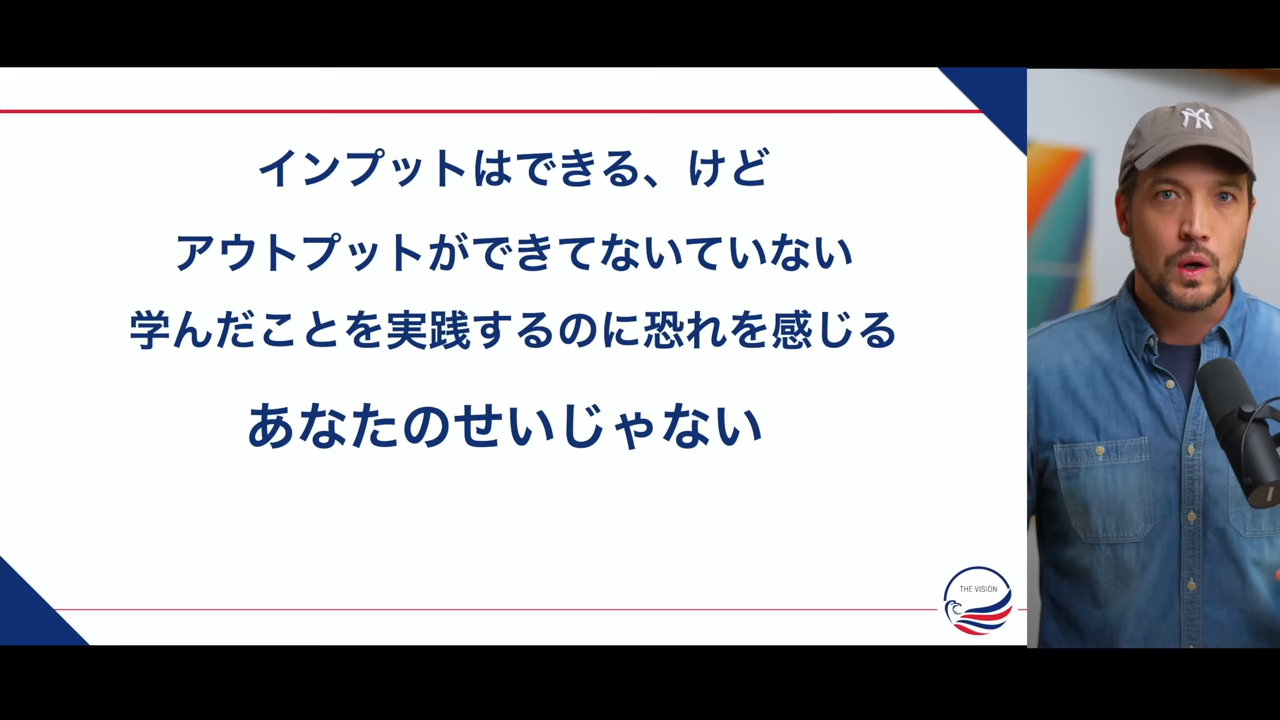 インプットはできる、けど
アウトプットができてないていない
学んだことを実践するのに恐れを感じる
あなたのせいじゃない
THE VISION
NY